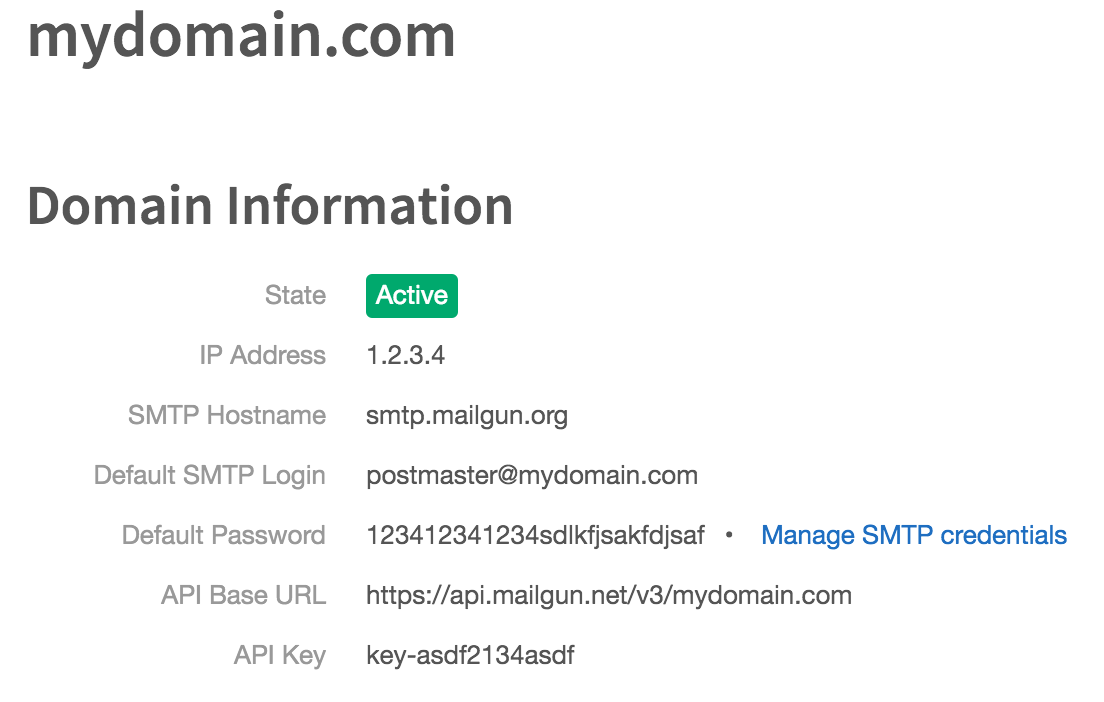 mydomain.com
Domain Information
State Active
IP Address 1.2.3.4
SMTP Hostname smtp.mailgun.org
Default SMTP Login postmaster@mydomain.com
Default Password 123412341234sdlkfjsakfdjsaf • Manage SMTP credentials
API Base URL https://api.mailgun.net/v3/mydomain.com
API Key key-asdf2134asdf